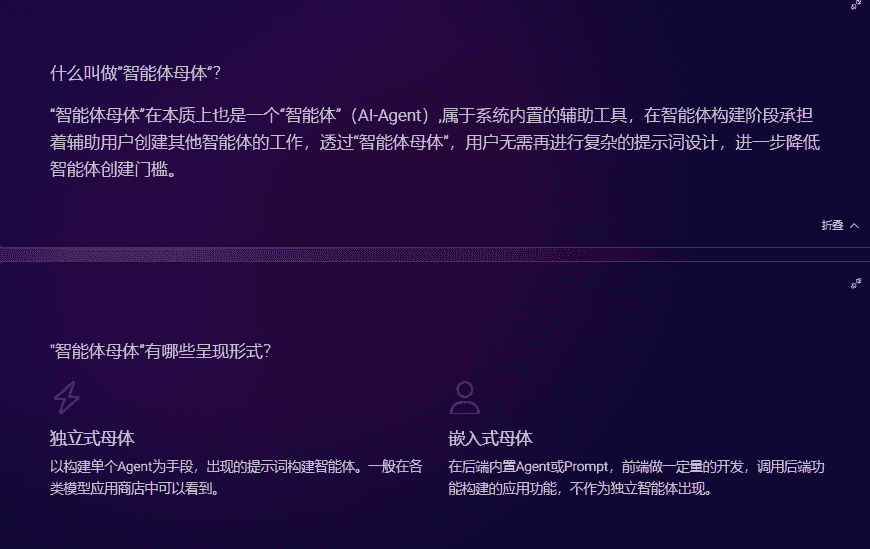 什么叫做“智能体母体”？
“智能体母体”在本质上也是一个“智能体”（AI-Agent）,属于系统内置的辅助工具，在智能体构建阶段承担
着辅助用户创建其他智能体的工作，透过“智能体母体”，用户无需再进行复杂的提示词设计，进一步降低
智能体创建门槛。
折叠
"智能体母体”有哪些呈现形式？
独立式母体
以构建单个Agent为手段，出现的提示词构建智能体。一般在各
类模型应用商店中可以看到。
嵌入式母体
在后端内置Agent或Prompt，前端做一定量的开发，调用后端功
能构建的应用功能，不作为独立智能体出现。